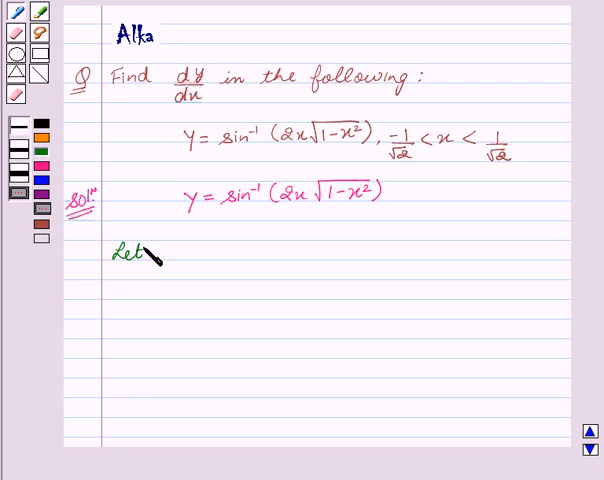 Alka
Q Find dy/dx in the following :
y = sin⁻¹ (2x√(1-x²)), -1/√2 < x < 1/√2
Solⁿ. y = sin⁻¹ (2x√(1-x²))
Let